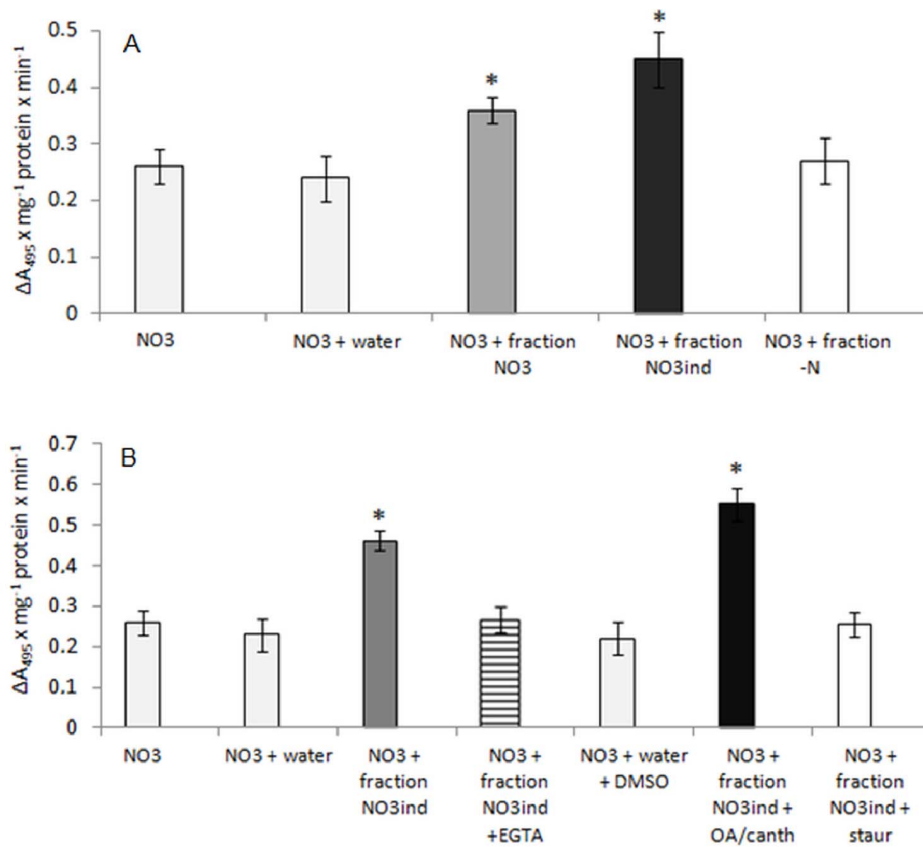 A
ΔA₄₉₅ x mg⁻¹ protein x min⁻¹
0.5
0.4
0.3
0.2
0.1
0
*
*
NO3
NO3 + water
NO3 + fraction
NO3
NO3 + fraction
NO3ind
NO3 + fraction
-N
B
ΔA₄₉₅ x mg⁻¹ protein x min⁻¹
0.7
0.6
0.5
0.4
0.3
0.2
0.1
0
*
*
NO3
NO3 + water
NO3 +
fraction
NO3ind
NO3 +
fraction
NO3ind
+EGTA
NO3 + water
+ DMSO
NO3 +
fraction
NO3ind +
OA/canth
NO3 +
fraction
NO3ind +
staur